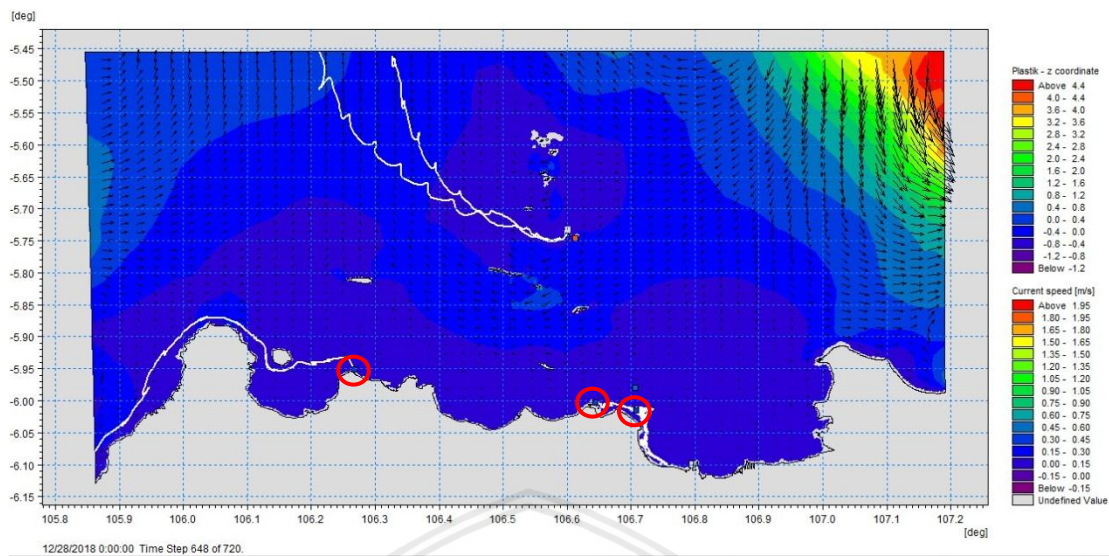 [deg]
-5.45
-5.50
-5.55
-5.60
-5.65
-5.70
-5.75
-5.80
-5.85
-5.90
-5.95
-6.00
-6.05
-6.10
-6.15
105.8 105.9 106.0 106.1 106.2 106.3 106.4 106.5 106.6 106.7 106.8 106.9 107.0 107.1 107.2
[deg]
12/28/2018 0:00:00 Time Step 648 of 720.
Plastik - z coordinate
Above 4.4
4.0 - 4.4
3.6 - 4.0
3.2 - 3.6
2.8 - 3.2
2.4 - 2.8
2.0 - 2.4
1.6 - 2.0
1.2 - 1.6
0.8 - 1.2
0.4 - 0.8
0.0 - 0.4
-0.4 - 0.0
-0.8 - -0.4
-1.2 - -0.8
Below -1.2
Current speed [m/s]
Above 1.95
1.80 - 1.95
1.65 - 1.80
1.50 - 1.65
1.35 - 1.50
1.20 - 1.35
1.05 - 1.20
0.90 - 1.05
0.75 - 0.90
0.60 - 0.75
0.45 - 0.60
0.30 - 0.45
0.15 - 0.30
0.00 - 0.15
-0.15 - 0.00
Below -0.15
Undefined Value